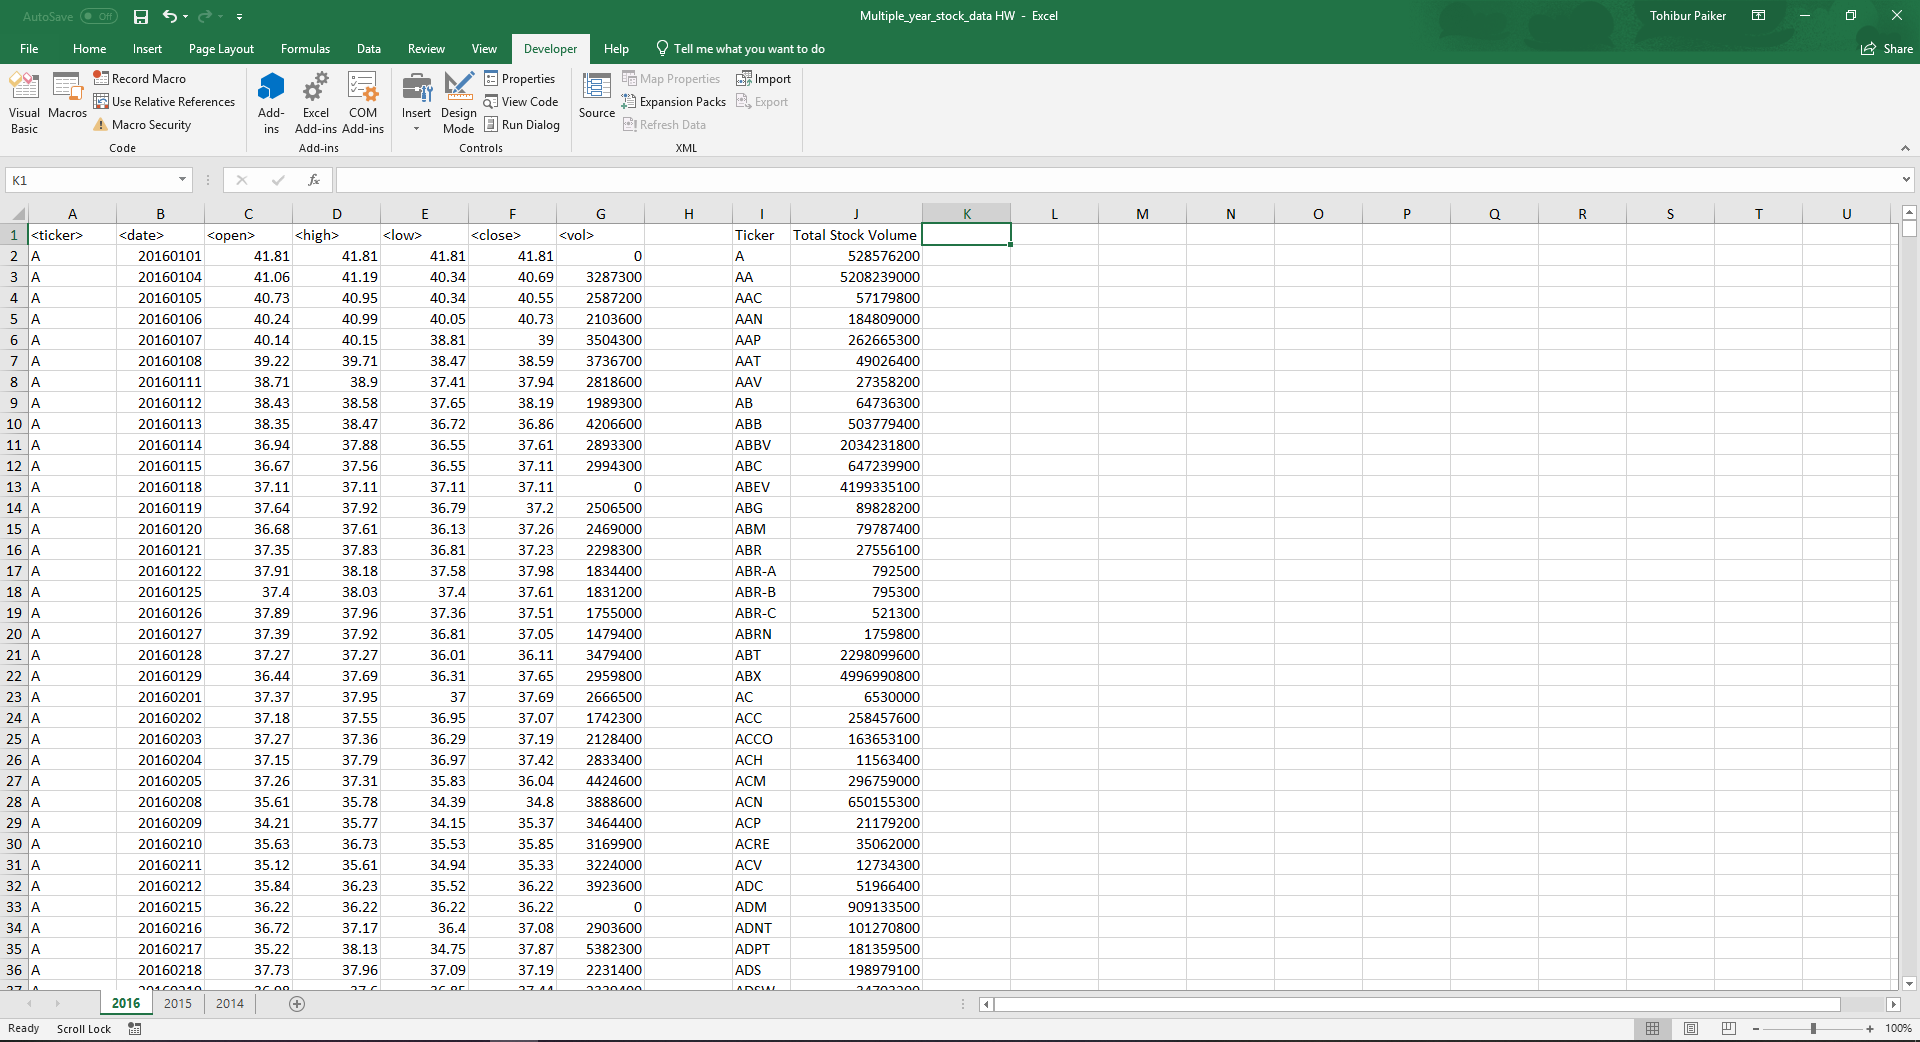 AutoSave Off Multiple_year_stock_data HW - Excel Tohibur Paiker
File Home Insert Page Layout Formulas Data Review View Developer Help Tell me what you want to do Share
Visual Basic
Macros
Record Macro
Use Relative References
Macro Security
Code
Add-ins
Excel Add-ins
COM Add-ins
Add-ins
Insert
Design Mode
Properties
View Code
Run Dialog
Controls
Source
Map Properties
Expansion Packs
Refresh Data
Import
Export
XML
K1 fx
A B C D E F G H I J K L M N O P Q R S T U
1 <ticker> <date> <open> <high> <low> <close> <vol> Ticker Total Stock Volume
2 A 20160101 41.81 41.81 41.81 41.81 0 A 528576200
3 A 20160104 41.06 41.19 40.34 40.69 3287300 AA 5208239000
4 A 20160105 40.73 40.95 40.34 40.55 2587200 AAC 57179800
5 A 20160106 40.24 40.99 40.05 40.73 2103600 AAN 184809000
6 A 20160107 40.14 40.15 38.81 39 3504300 AAP 262665300
7 A 20160108 39.22 39.71 38.47 38.59 3736700 AAT 49026400
8 A 20160111 38.71 38.9 37.41 37.94 2818600 AAV 27358200
9 A 20160112 38.43 38.58 37.65 38.19 1989300 AB 64736300
10 A 20160113 38.35 38.47 36.72 36.86 4206600 ABB 503779400
11 A 20160114 36.94 37.88 36.55 37.61 2893300 ABBV 2034231800
12 A 20160115 36.67 37.56 36.55 37.11 2994300 ABC 647239900
13 A 20160118 37.11 37.11 37.11 37.11 0 ABEV 4199335100
14 A 20160119 37.64 37.92 36.79 37.2 2506500 ABG 89828200
15 A 20160120 36.68 37.61 36.13 37.26 2469000 ABM 79787400
16 A 20160121 37.35 37.83 36.81 37.23 2298300 ABR 27556100
17 A 20160122 37.91 38.18 37.58 37.98 1834400 ABR-A 792500
18 A 20160125 37.4 38.03 37.4 37.61 1831200 ABR-B 795300
19 A 20160126 37.89 37.96 37.36 37.51 1755000 ABR-C 521300
20 A 20160127 37.39 37.92 36.81 37.05 1479400 ABRN 1759800
21 A 20160128 37.27 37.27 36.01 36.11 3479400 ABT 2298099600
22 A 20160129 36.44 37.69 36.31 37.65 2959800 ABX 4996990800
23 A 20160201 37.37 37.95 37 37.69 2666500 AC 6530000
24 A 20160202 37.18 37.55 36.95 37.07 1742300 ACC 258457600
25 A 20160203 37.27 37.36 36.29 37.19 2128400 ACCO 163653100
26 A 20160204 37.15 37.79 36.97 37.42 2833400 ACH 11563400
27 A 20160205 37.26 37.31 35.83 36.04 4424600 ACM 296759000
28 A 20160208 35.61 35.78 34.39 34.8 3888600 ACN 650155300
29 A 20160209 34.21 35.77 34.15 35.37 3464400 ACP 21179200
30 A 20160210 35.63 36.73 35.53 35.85 3169900 ACRE 35062000
31 A 20160211 35.12 35.61 34.94 35.33 3224000 ACV 12734300
32 A 20160212 35.84 36.23 35.52 36.22 3923600 ADC 51966400
33 A 20160215 36.22 36.22 36.22 36.22 0 ADM 909133500
34 A 20160216 36.72 37.17 36.4 37.08 2903600 ADNT 101270800
35 A 20160217 35.22 38.13 34.75 37.87 5382300 ADPT 181359500
36 A 20160218 37.73 37.96 37.09 37.19 2231400 ADS 198979100
2016 2015 2014
Ready Scroll Lock 100%